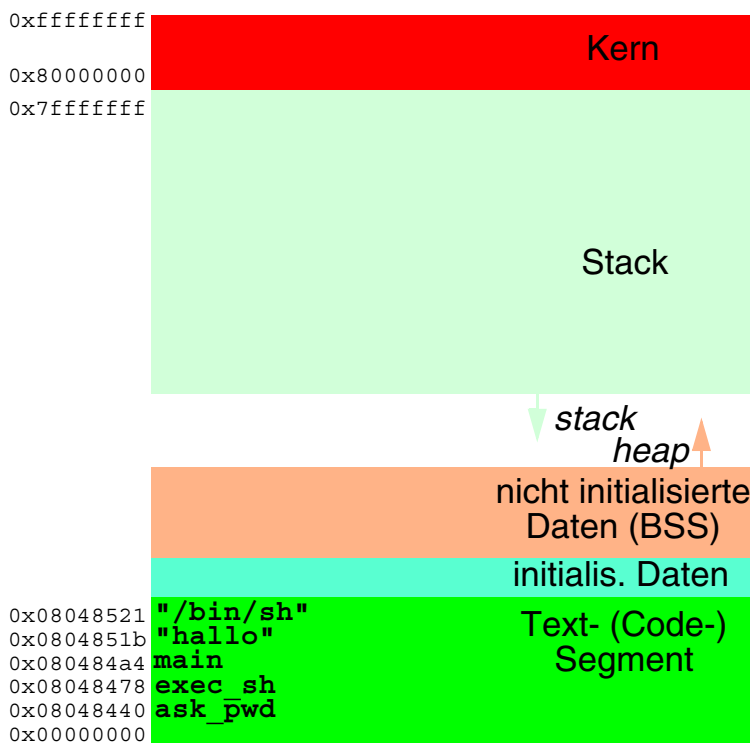 0xffffffff
Kern
0x80000000
0x7fffffff
Stack
stack
heap
nicht initialisierte
Daten (BSS)
initialis. Daten
0x08048521 "/bin/sh"
0x0804851b "hallo"
Text- (Code-)
Segment
0x080484a4 main
0x08048478 exec_sh
0x08048440 ask_pwd
0x00000000